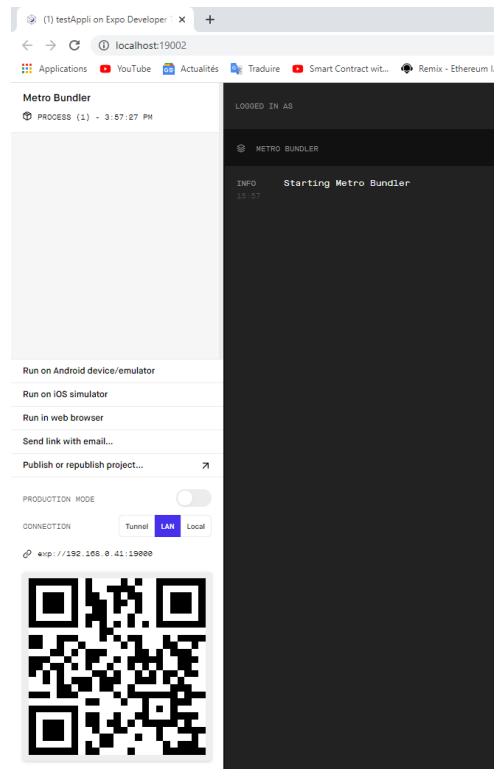 (1) testAppli on Expo Developer
localhost:19002
Applications YouTube Actualités Traduire Smart Contract wit... Remix - Ethereum I
Metro Bundler
PROCESS (1) - 3:57:27 PM
LOGGED IN AS
METRO BUNDLER
INFO Starting Metro Bundler
15:57
Run on Android device/emulator
Run on iOS simulator
Run in web browser
Send link with email...
Publish or republish project...
PRODUCTION MODE
CONNECTION Tunnel LAN Local
exp://192.168.0.41:19000